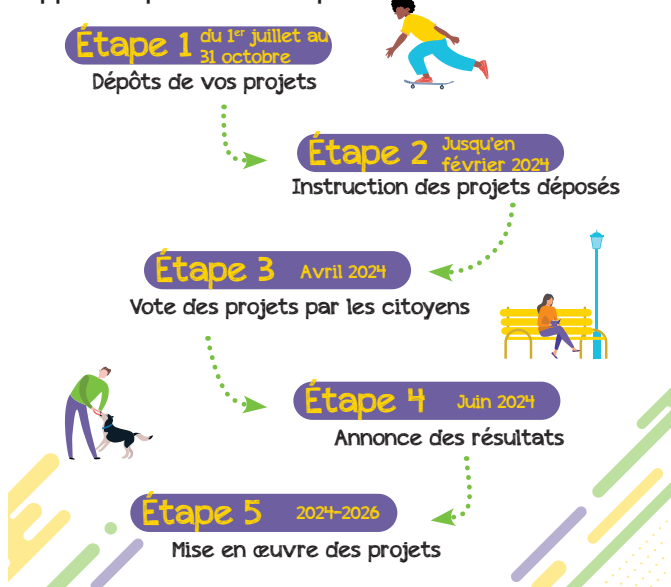 Étape 1 du 1er juillet au
31 octobre
Dépôts de vos projets
Étape 2 Jusqu'en
février 2024
Instruction des projets déposés
Étape 3 Avril 2024
Vote des projets par les citoyens
Étape 4 Juin 2024
Annonce des résultats
Étape 5 2024-2026
Mise en œuvre des projets